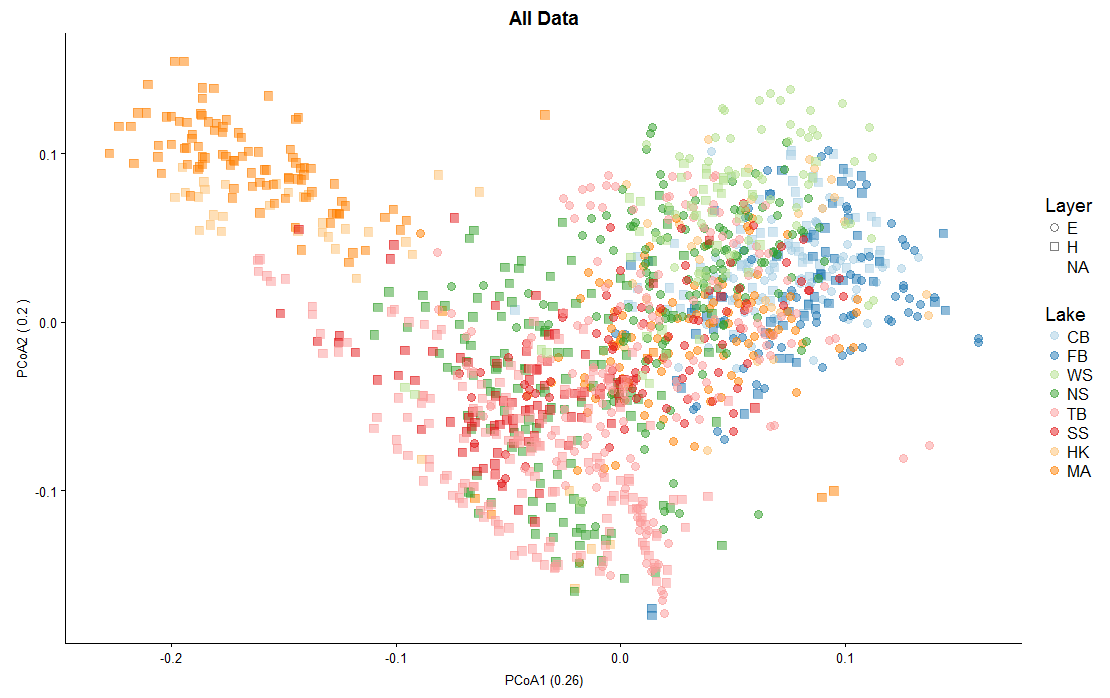 All Data
0.1
0.0
-0.1
PCoA2 ( 0.2 )
-0.2
-0.1
0.0
0.1
PCoA1 (0.26)
Layer
E
H
NA
Lake
CB
FB
WS
NS
TB
SS
HK
MA